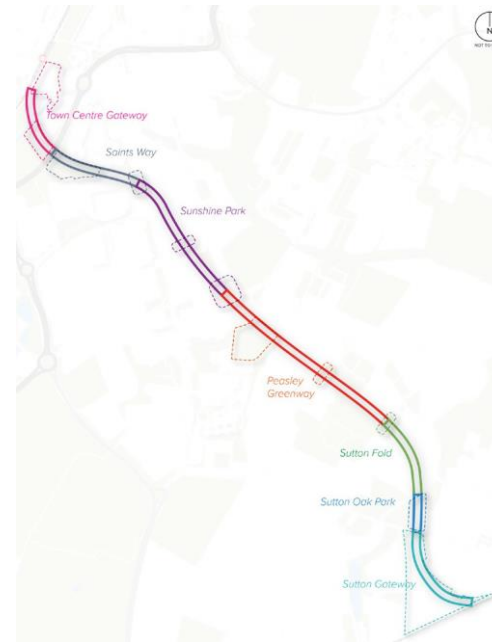 N
Town Centre Gateway
Saints Way
Sunshine Park
Peasley
Greenway
Sutton Fold
Sutton Oak Park
Sutton Gateway